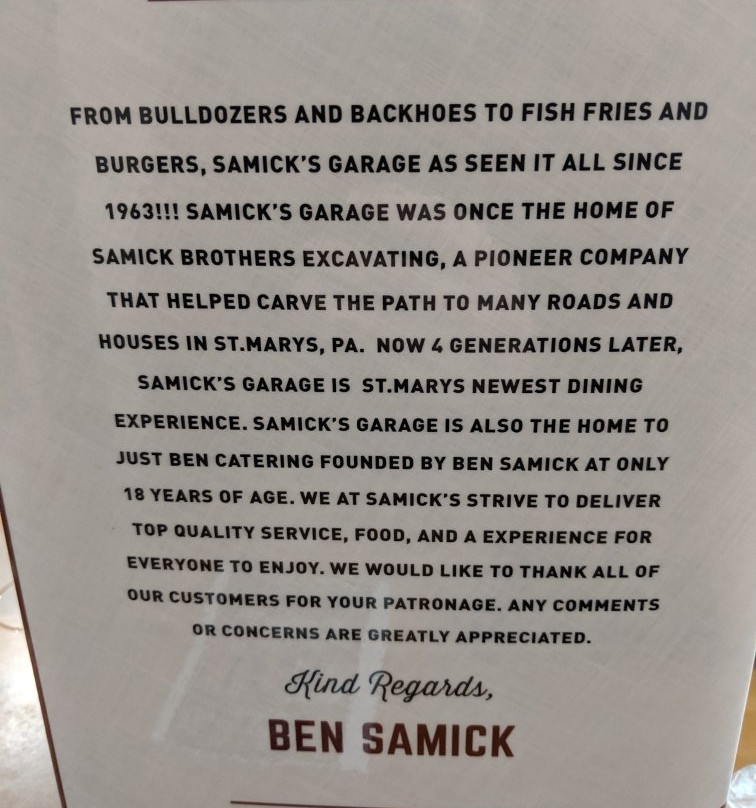 FROM BULLDOZERS AND BACKHOES TO FISH FRIES AND
BURGERS, SAMICK'S GARAGE AS SEEN IT ALL SINCE
1963!!! SAMICK'S GARAGE WAS ONCE THE HOME OF
SAMICK BROTHERS EXCAVATING, A PIONEER COMPANY
THAT HELPED CARVE THE PATH TO MANY ROADS AND
HOUSES IN ST.MARYS, PA. NOW 4 GENERATIONS LATER,
SAMICK'S GARAGE IS ST.MARYS NEWEST DINING
EXPERIENCE. SAMICK'S GARAGE IS ALSO THE HOME TO
JUST BEN CATERING FOUNDED BY BEN SAMICK AT ONLY
18 YEARS OF AGE. WE AT SAMICK'S STRIVE TO DELIVER
TOP QUALITY SERVICE, FOOD, AND A EXPERIENCE FOR
EVERYONE TO ENJOY. WE WOULD LIKE TO THANK ALL OF
OUR CUSTOMERS FOR YOUR PATRONAGE. ANY COMMENTS
OR CONCERNS ARE GREATLY APPRECIATED.
Kind Regards,
BEN SAMICK